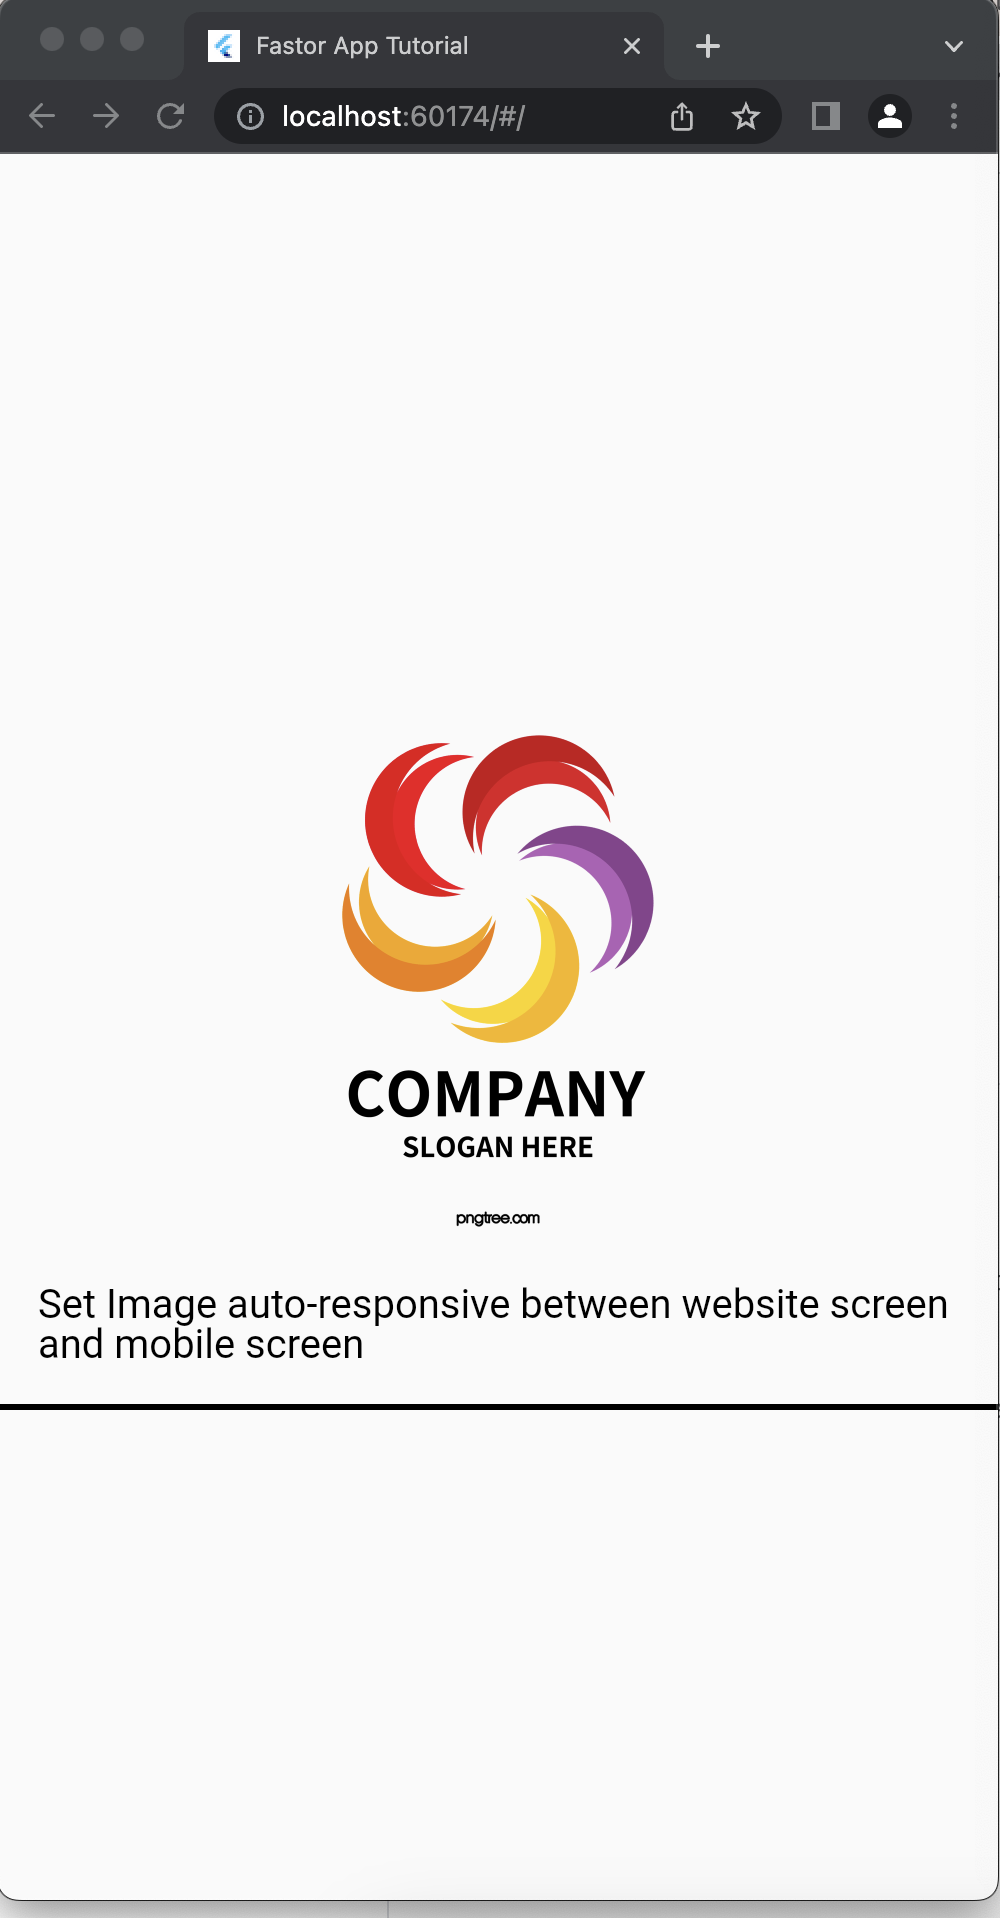 Fastor App Tutorial
localhost:60174/#/
COMPANY
SLOGAN HERE
pngtree.com
Set Image auto-responsive between website screen
and mobile screen